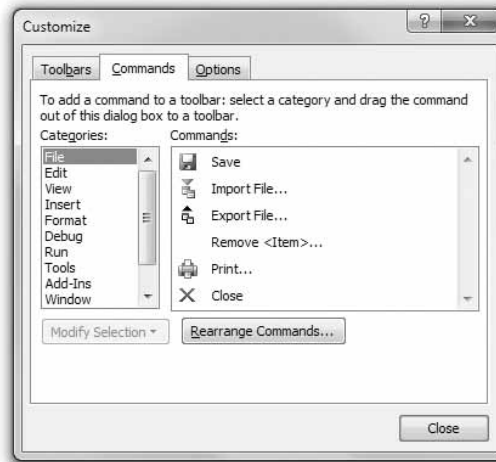 Customize
?
Toolbars
Commands
Options
To add a command to a toolbar: select a category and drag the command
out of this dialog box to a toolbar.
Categories:
Commands:
File
Edit
View
Insert
Format
Debug
Run
Tools
Add-Ins
Window
Save
Import File...
Export File...
Remove <Item>...
Print...
Close
Modify Selection
Rearrange Commands...
Close